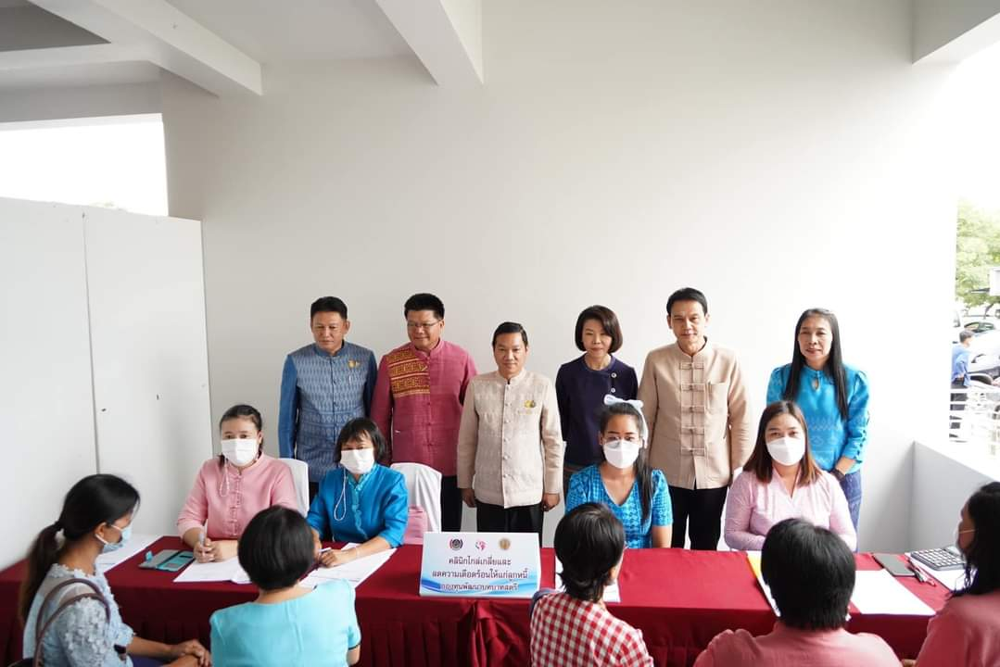 คลินิกไกล่เกลี่ยและ
ลดความเดือดร้อนให้แก่ลูกหนี้
กองทุนพัฒนาบทบาทสตรี